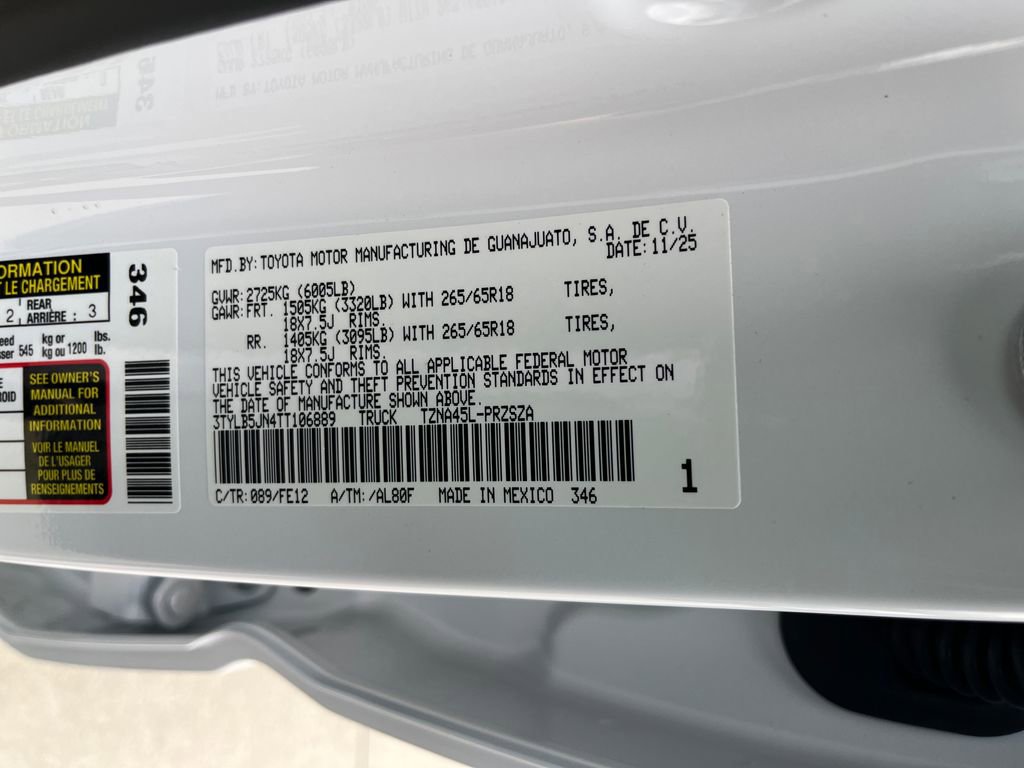 ORMATION
T LE CHARGEMENT
2 REAR ARRIÈRE : 3
545 kg or kg ou 1200 lbs. lb.
SEE OWNER'S
MANUAL FOR
ADDITIONAL
INFORMATION
VOIR LE MANUEL
DE L'USAGER
POUR PLUS DE
RENSEIGNEMENTS
346
MFD.BY:TOYOTA MOTOR MANUFACTURING DE GUANAJUATO, S.A. DE C.V.
DATE:11/25
GVWR:2725KG (6005LB)
GAWR:FRT. 1505KG (3320LB) WITH 265/65R18 TIRES,
18X7.5J RIMS.
RR. 1405KG (3095LB) WITH 265/65R18 TIRES,
18X7.5J RIMS.
THIS VEHICLE CONFORMS TO ALL APPLICABLE FEDERAL MOTOR
VEHICLE SAFETY AND THEFT PREVENTION STANDARDS IN EFFECT ON
THE DATE OF MANUFACTURE SHOWN ABOVE.
3TYLB5JN4TT106889 TRUCK TZNA45L-PRZSZA
C/TR:089/FE12 A/TM:/AL80F MADE IN MEXICO 346
1